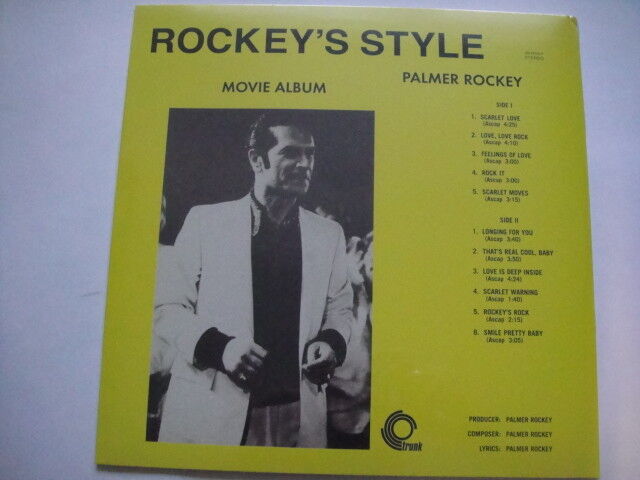 ROCKEY'S STYLE
STEREO
MOVIE ALBUM
PALMER ROCKEY
SIDE I
1. SCARLET LOVE
(Ascap 4:25)
2. LOVE, LOVE ROCK
(Ascap 4:10)
3. FEELINGS OF LOVE
(Ascap 3:00)
4. ROCK IT
(Ascap 3:00)
5. SCARLET MOVES
(Ascap 3:15)
SIDE II
1. LONGING FOR YOU
(Ascap 3:40)
2. THAT'S REAL COOL, BABY
(Ascap 3:50)
3. LOVE IS DEEP INSIDE
(Ascap 4:24)
4. SCARLET WARNING
(Ascap 1:40)
5. ROCKEY'S ROCK
(Ascap 2:15)
6. SMILE PRETTY BABY
(Ascap 3:05)
trunk
PRODUCER: PALMER ROCKEY
COMPOSER: PALMER ROCKEY
LYRICS: PALMER ROCKEY